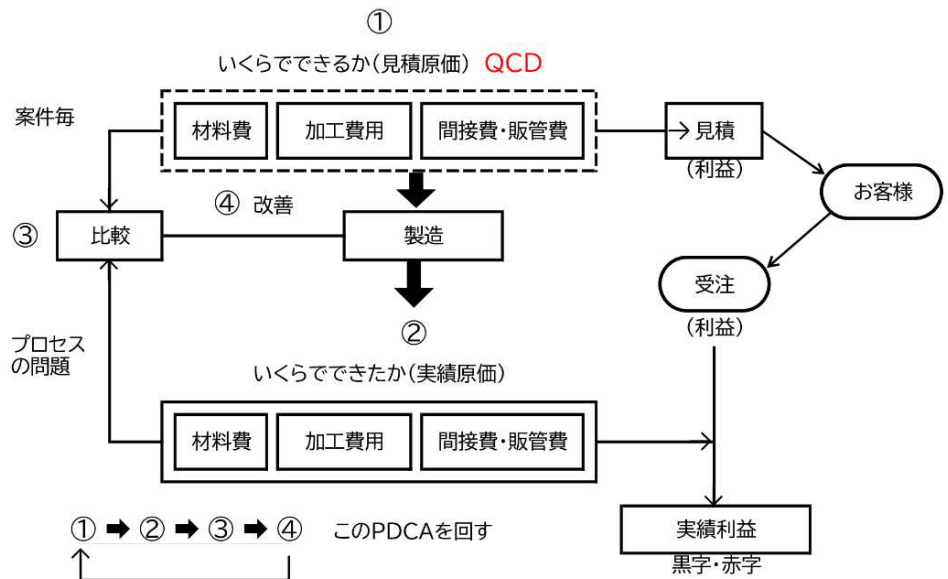 ①
いくらでできるか(見積原価) QCD
案件毎
材料費
加工費用
間接費・販管費
見積
(利益)
お客様
④ 改善
③
比較
製造
受注
(利益)
②
プロセス
の問題
いくらでできたか(実績原価)
材料費
加工費用
間接費・販管費
① ② ③ ④ このPDCAを回す
実績利益
黒字・赤字